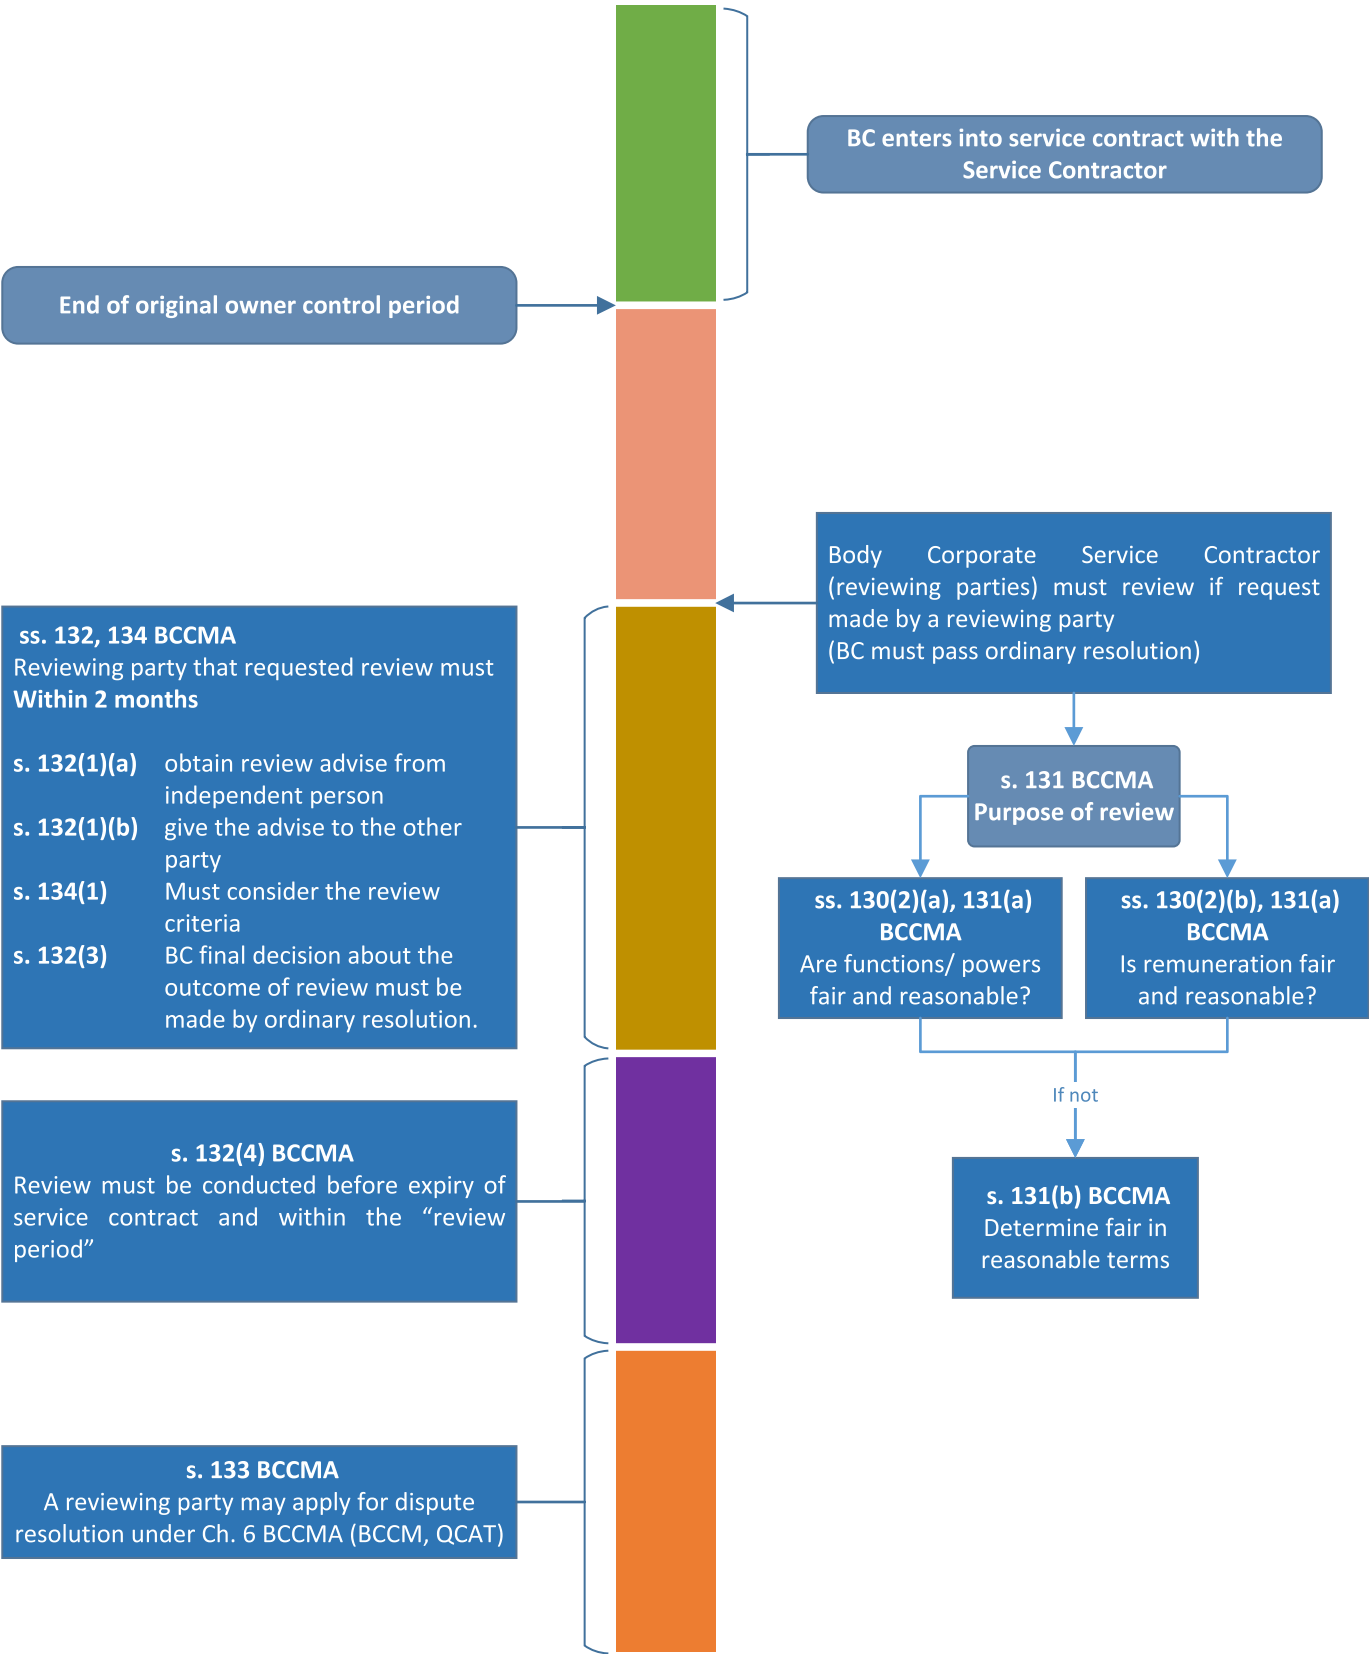 BC enters into service contract with the
Service Contractor
End of original owner control period
Body Corporate Service Contractor
(reviewing parties) must review if request
made by a reviewing party
(BC must pass ordinary resolution)
ss. 132, 134 BCCMA
Reviewing party that requested review must
Within 2 months
s. 132(1)(a) obtain review advise from
independent person
s. 132(1)(b) give the advise to the other
party
s. 134(1) Must consider the review
criteria
s. 132(3) BC final decision about the
outcome of review must be
made by ordinary resolution.
s. 131 BCCMA
Purpose of review
ss. 130(2)(a), 131(a)
BCCMA
Are functions/ powers
fair and reasonable?
ss. 130(2)(b), 131(a)
BCCMA
Is remuneration fair
and reasonable?
If not
s. 131(b) BCCMA
Determine fair in
reasonable terms
s. 132(4) BCCMA
Review must be conducted before expiry of
service contract and within the “review
period”
s. 133 BCCMA
A reviewing party may apply for dispute
resolution under Ch. 6 BCCMA (BCCM, QCAT)